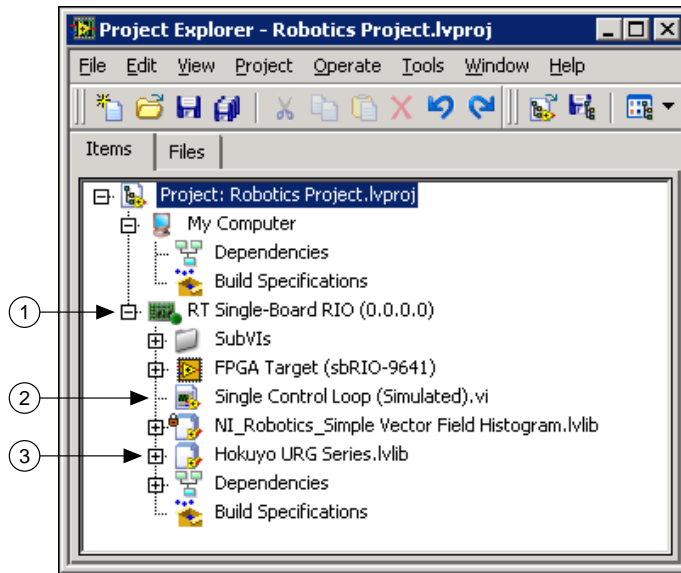 Project Explorer - Robotics Project.lvproj
File Edit View Project Operate Tools Window Help
Items Files
Project: Robotics Project.lvproj
My Computer
Dependencies
Build Specifications
1 RT Single-Board RIO (0.0.0.0)
SubVIs
FPGA Target (sbRIO-9641)
2 Single Control Loop (Simulated).vi
NI_Robotics_Simple Vector Field Histogram.lvlib
3 Hokuyo URG Series.lvlib
Dependencies
Build Specifications